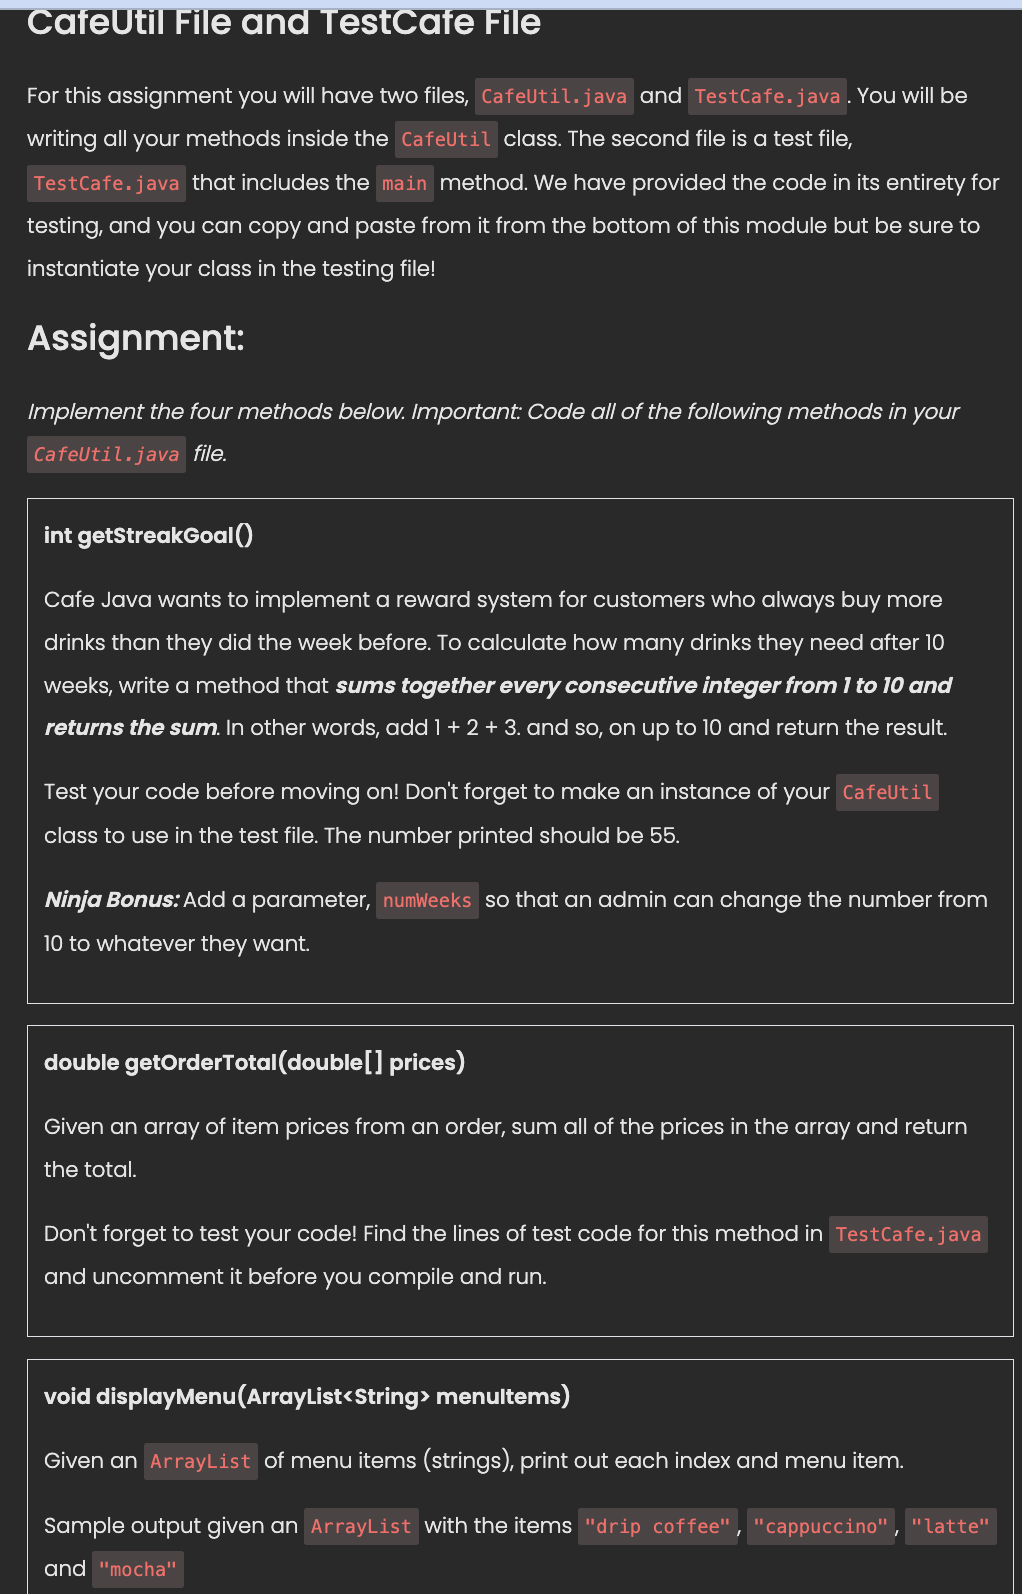 CafeUtil File and TestCafe File
For this assignment you will have two files, CafeUtil.java and TestCafe.java. You will be
writing all your methods inside the CafeUtil class. The second file is a test file,
TestCafe.java that includes the main method. We have provided the code in its entirety for
testing, and you can copy and paste from it from the bottom of this module but be sure to
instantiate your class in the testing file!
Assignment:
Implement the four methods below. Important: Code all of the following methods in your
CafeUtil.java file.
int getStreakGoal()
Cafe Java wants to implement a reward system for customers who always buy more
drinks than they did the week before. To calculate how many drinks they need after 10
weeks, write a method that sums together every consecutive integer from 1 to 10 and
returns the sum. In other words, add 1 + 2 + 3. and so, on up to 10 and return the result.
Test your code before moving on! Don't forget to make an instance of your CafeUtil
class to use in the test file. The number printed should be 55.
Ninja Bonus: Add a parameter, numWeeks so that an admin can change the number from
10 to whatever they want.
double getOrderTotal(double[] prices)
Given an array of item prices from an order, sum all of the prices in the array and return
the total.
Don't forget to test your code! Find the lines of test code for this method in TestCafe.java
and uncomment it before you compile and run.
void displayMenu(ArrayList<String> menuItems)
Given an ArrayList of menu items (strings), print out each index and menu item.
Sample output given an ArrayList with the items "drip coffee", "cappuccino", "latte"
and "mocha"